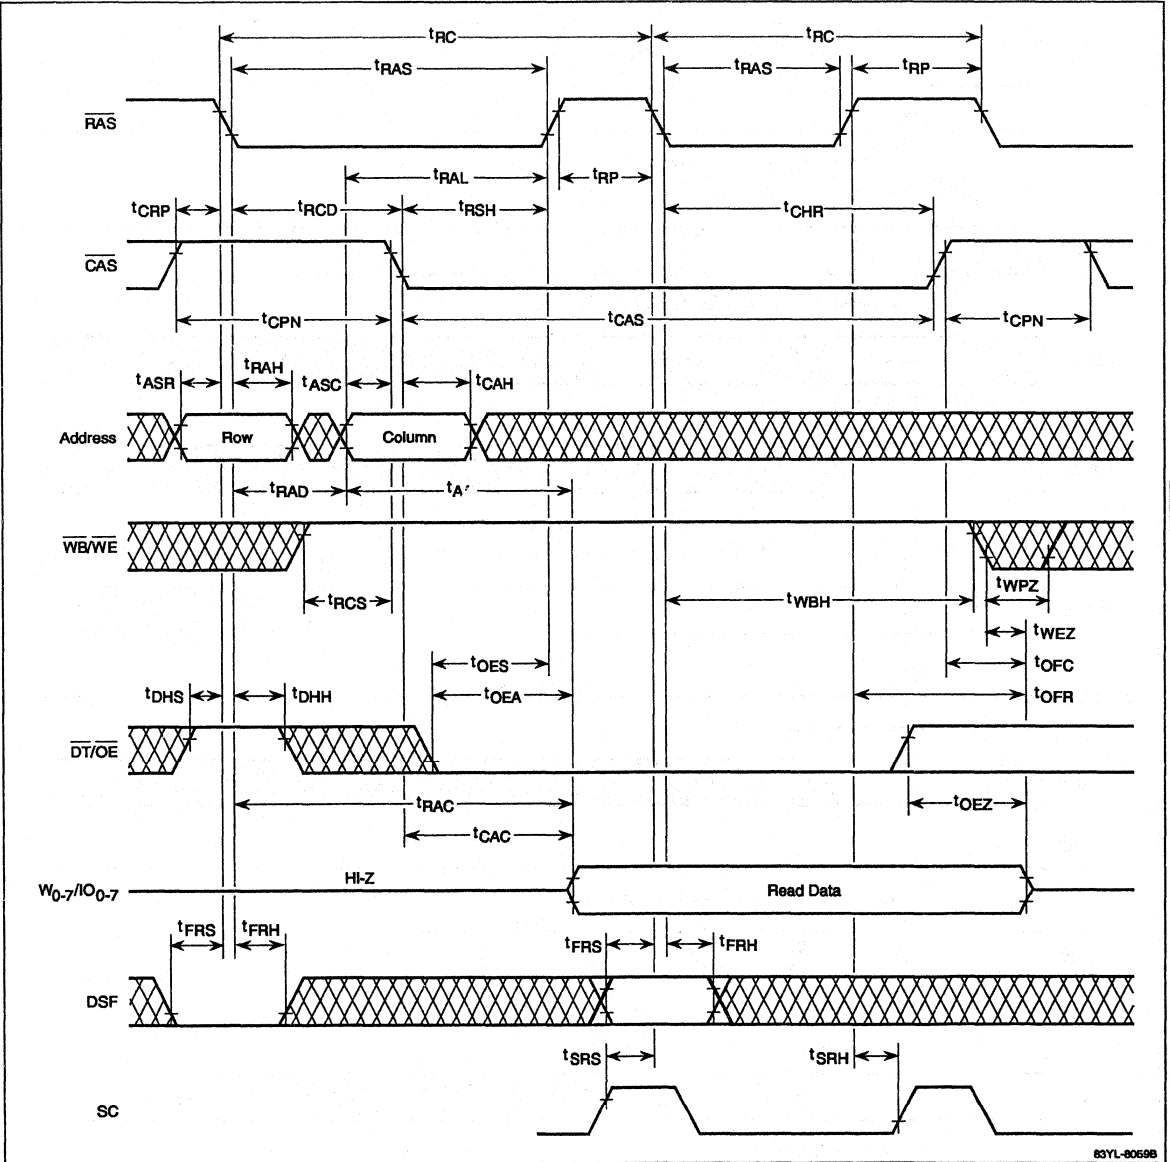 tRC tRC
tRAS tRAS tRP
RAS
tRAL tRP
tCRP tRCD tRSH tCHR
CAS
tCPN tCAS tCPN
tASR tRAH tASC tCAH
Address Row Column
tRAD
WB/WE
tRCS tWBH tWPZ
tWEZ
tOES tOFC
tDHS tDHH tOEA tOFR
DT/OE
tRAC tOEZ
tCAC
W0-7/IO0-7 HI-Z Read Data
tFRS tFRH tFRS tFRH
DSF
tSRS tSRH
SC
83YL-8059B